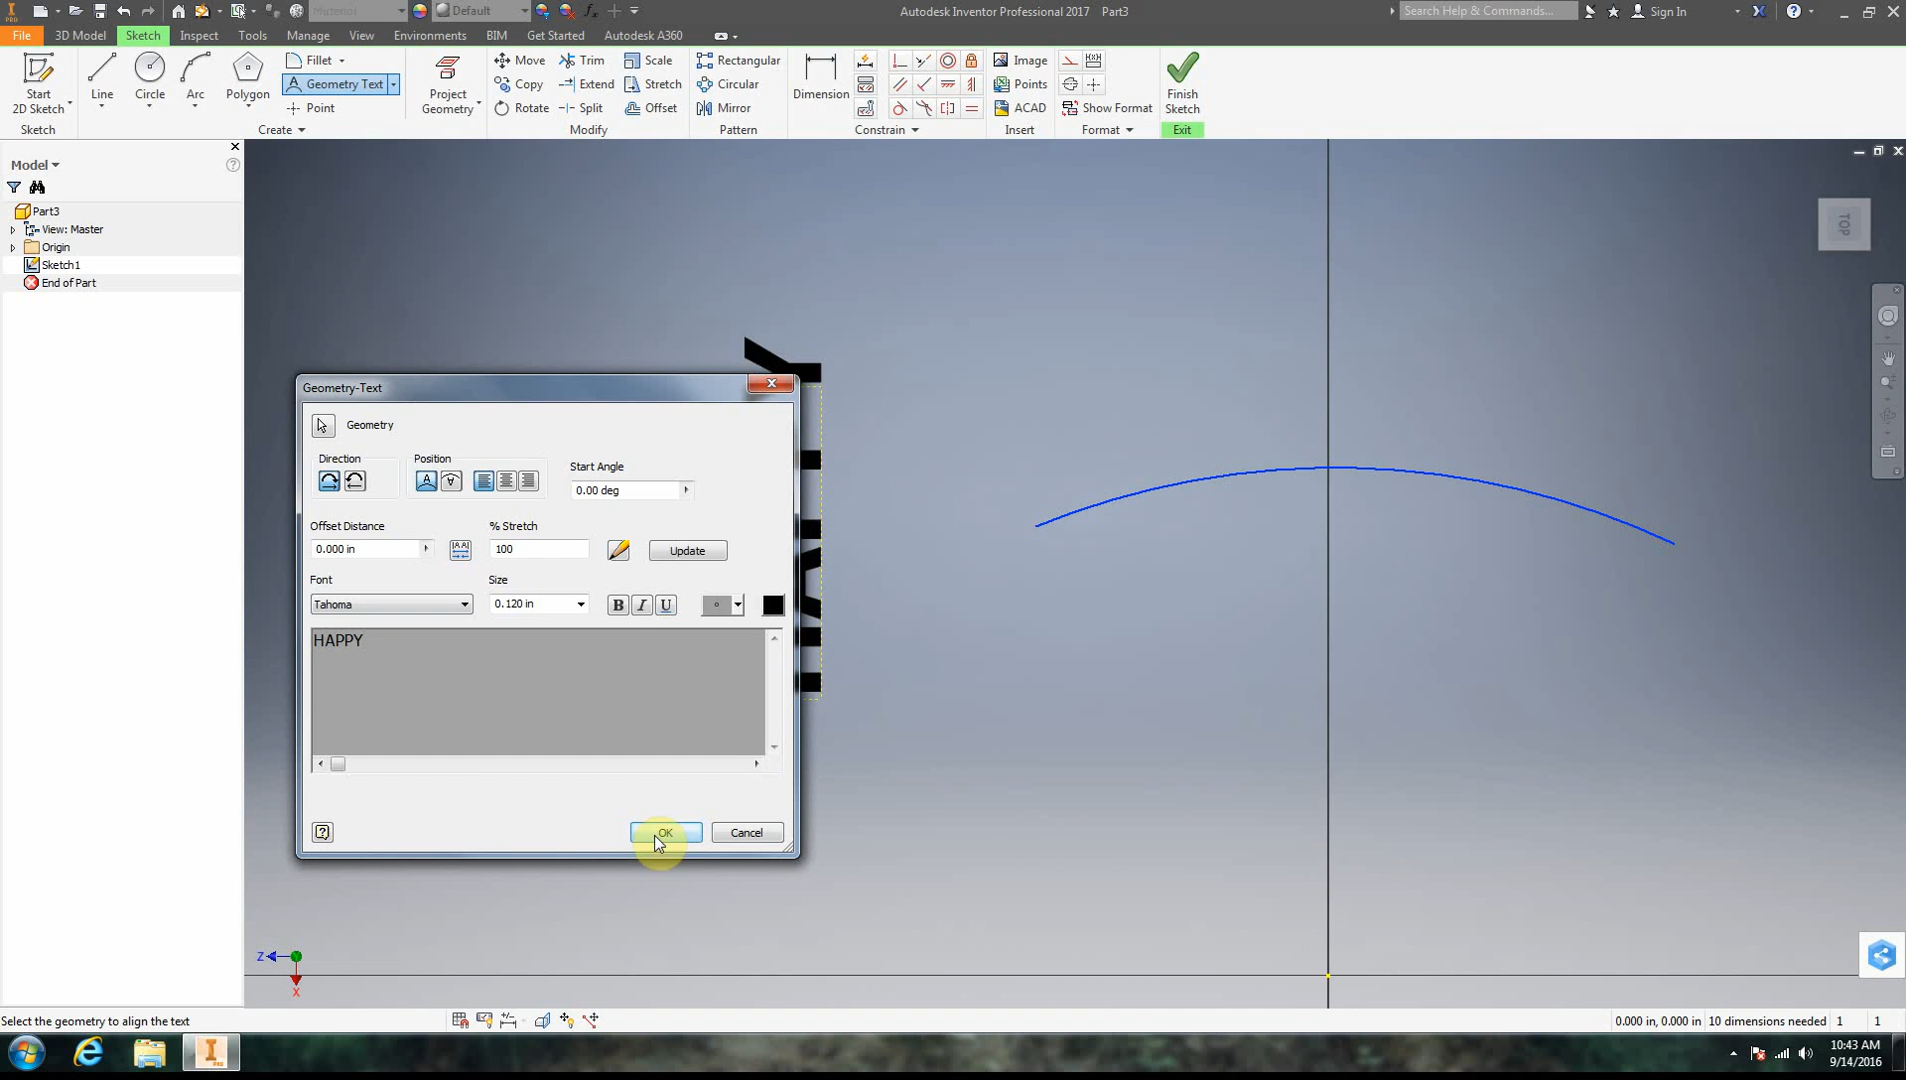 PRO
Material
Default
fx
Autodesk Inventor Professional 2017 Part3
Search Help & Commands...
Sign In
File
3D Model
Sketch
Inspect
Tools
Manage
View
Environments
BIM
Get Started
Autodesk A360
Start
2D Sketch
Line
Circle
Arc
Polygon
Fillet
Geometry Text
Point
Project
Geometry
Move
Copy
Rotate
Trim
Extend
Split
Scale
Stretch
Offset
Rectangular
Circular
Mirror
Dimension
Image
Points
ACAD
Show Format
Finish
Sketch
Sketch
Create
Modify
Pattern
Constrain
Insert
Format
Exit
Model
Part3
View: Master
Origin
Sketch1
End of Part
TOP
Geometry-Text
Geometry
Direction
Position
Start Angle
0.00 deg
Offset Distance
% Stretch
0.000 in
100
Update
Font
Size
Tahoma
0.120 in
B I U
HAPPY
OK
Cancel
Z
X
Select the geometry to align the text
0.000 in, 0.000 in 10 dimensions needed 1 1
10:43 AM
9/14/2016